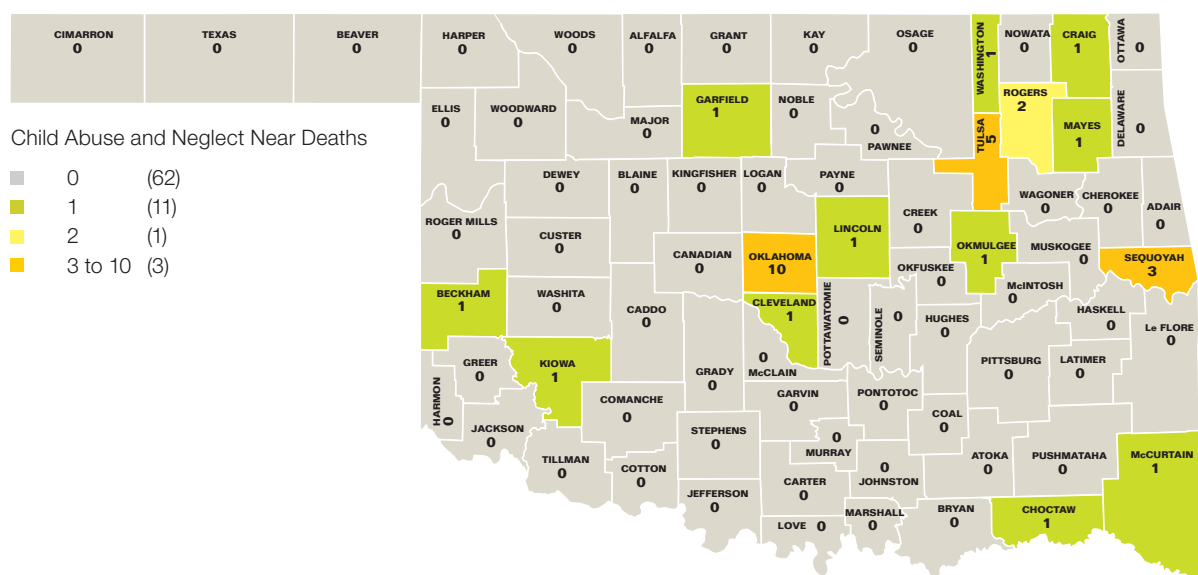 CIMARRON
0
TEXAS
0
BEAVER
0
HARPER
0
WOODS
0
ALFALFA
0
GRANT
0
KAY
0
OSAGE
0
WASHINGTON
1
NOWATA
0
CRAIG
1
OTTAWA
0
ELLIS
0
WOODWARD
0
MAJOR
0
GARFIELD
1
NOBLE
0
0
PAWNEE
TULSA
5
ROGERS
2
MAYES
1
DELAWARE
0
Child Abuse and Neglect Near Deaths
0 (62)
1 (11)
2 (1)
3 to 10 (3)
DEWEY
0
BLAINE
0
KINGFISHER
0
LOGAN
0
PAYNE
0
CREEK
0
WAGONER
0
CHEROKEE
0
ADAIR
0
ROGER MILLS
0
CUSTER
0
CANADIAN
0
OKLAHOMA
10
LINCOLN
1
OKFUSKEE
0
OKMULGEE
1
MUSKOGEE
0
SEQUOYAH
3
BECKHAM
1
WASHITA
0
CADDO
0
CLEVELAND
1
POTTAWATOMIE
0
SEMINOLE
0
HUGHES
0
McINTOSH
0
HASKELL
0
Le FLORE
0
GREER
0
KIOWA
1
GRADY
0
0
McCLAIN
PITTSBURG
0
LATIMER
0
HARMON
0
JACKSON
0
COMANCHE
0
GARVIN
0
PONTOTOC
0
COAL
0
TILLMAN
0
COTTON
0
STEPHENS
0
0
MURRAY
0
JOHNSTON
ATOKA
0
PUSHMATAHA
0
McCURTAIN
1
JEFFERSON
0
CARTER
0
LOVE 0
MARSHALL
0
BRYAN
0
CHOCTAW
1